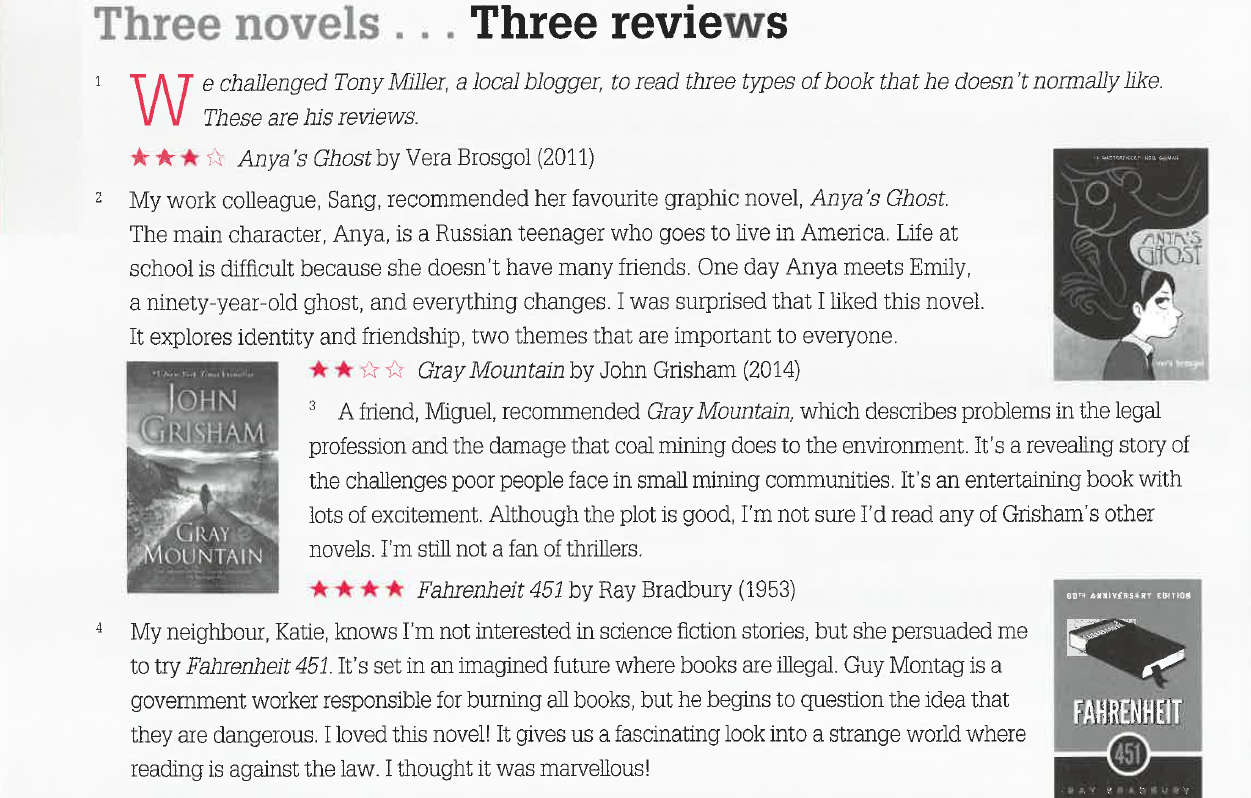 Three novels . . . Three reviews
1 We challenged Tony Miller, a local blogger, to read three types of book that he doesn't normally like.
These are his reviews.
★★★☆ Anya's Ghost by Vera Brosgol (2011)
2 My work colleague, Sang, recommended her favourite graphic novel, Anya's Ghost.
The main character, Anya, is a Russian teenager who goes to live in America. Life at
school is difficult because she doesn't have many friends. One day Anya meets Emily,
a ninety-year-old ghost, and everything changes. I was surprised that I liked this novel.
It explores identity and friendship, two themes that are important to everyone.
ANYA'S
GHOST
vera brosgol
★★☆☆ Gray Mountain by John Grisham (2014)
3 A friend, Miguel, recommended Gray Mountain, which describes problems in the legal
profession and the damage that coal mining does to the environment. It's a revealing story of
the challenges poor people face in small mining communities. It's an entertaining book with
lots of excitement. Although the plot is good, I'm not sure I'd read any of Grisham's other
novels. I'm still not a fan of thrillers.
#1 New York Times Bestseller
JOHN
GRISHAM
GRAY
MOUNTAIN
★★★★ Fahrenheit 451 by Ray Bradbury (1953)
4 My neighbour, Katie, knows I'm not interested in science fiction stories, but she persuaded me
to try Fahrenheit 451. It's set in an imagined future where books are illegal. Guy Montag is a
government worker responsible for burning all books, but he begins to question the idea that
they are dangerous. I loved this novel! It gives us a fascinating look into a strange world where
reading is against the law. I thought it was marvellous!
60TH ANNIVERSARY EDITION
FAHRENHEIT
451
RAY BRADBURY